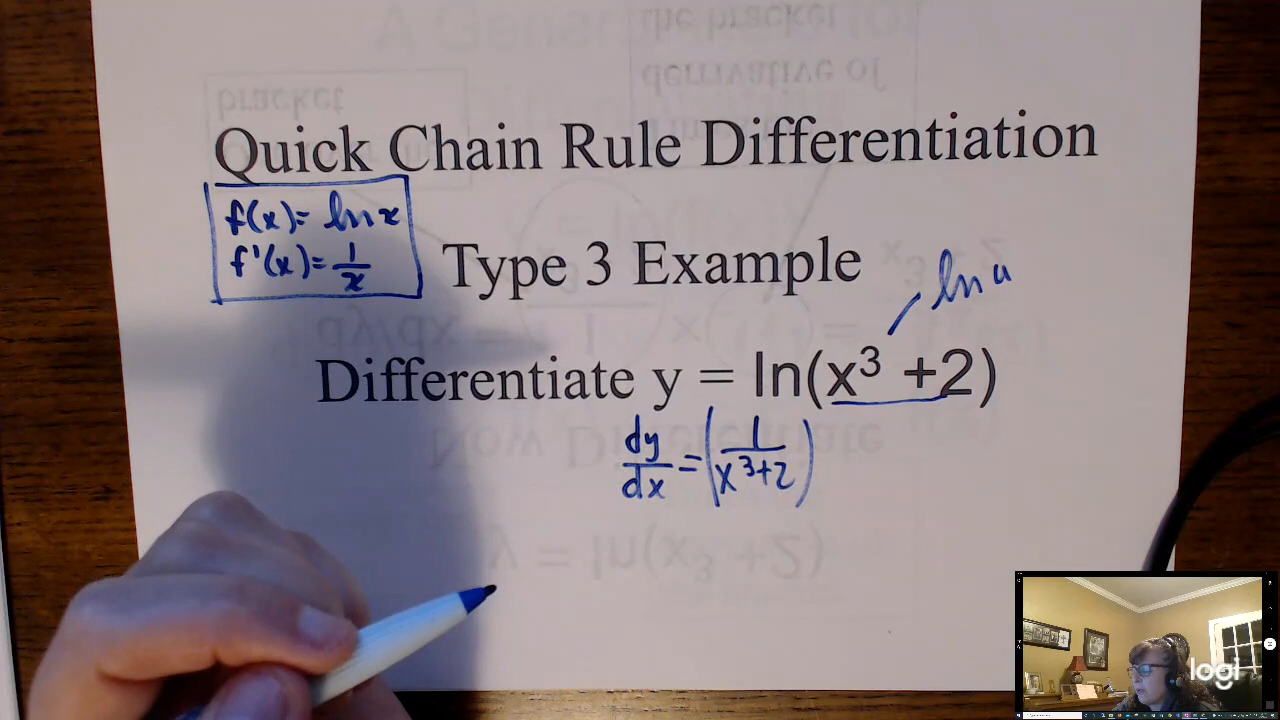 Quick Chain Rule Differentiation
f(x)= ln x
f'(x)= 1/x
Type 3 Example
ln u
Differentiate y = ln(x³ +2)
dy/dx = (1/(x³+2))
logi